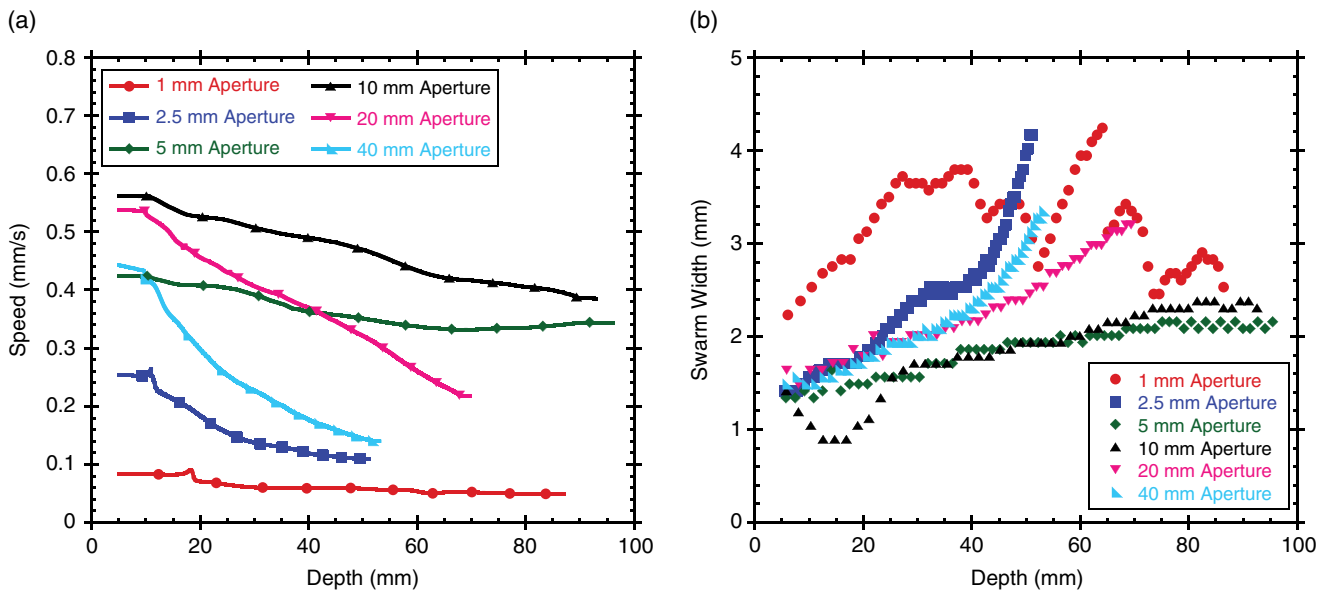 (a)
0.8
0.7
0.6
0.5
0.4
0.3
0.2
0.1
0
Speed (mm/s)
1 mm Aperture
2.5 mm Aperture
5 mm Aperture
10 mm Aperture
20 mm Aperture
40 mm Aperture
0 20 40 60 80 100
Depth (mm)
(b)
5
4
3
2
1
0
Swarm Width (mm)
1 mm Aperture
2.5 mm Aperture
5 mm Aperture
10 mm Aperture
20 mm Aperture
40 mm Aperture
0 20 40 60 80 100
Depth (mm)